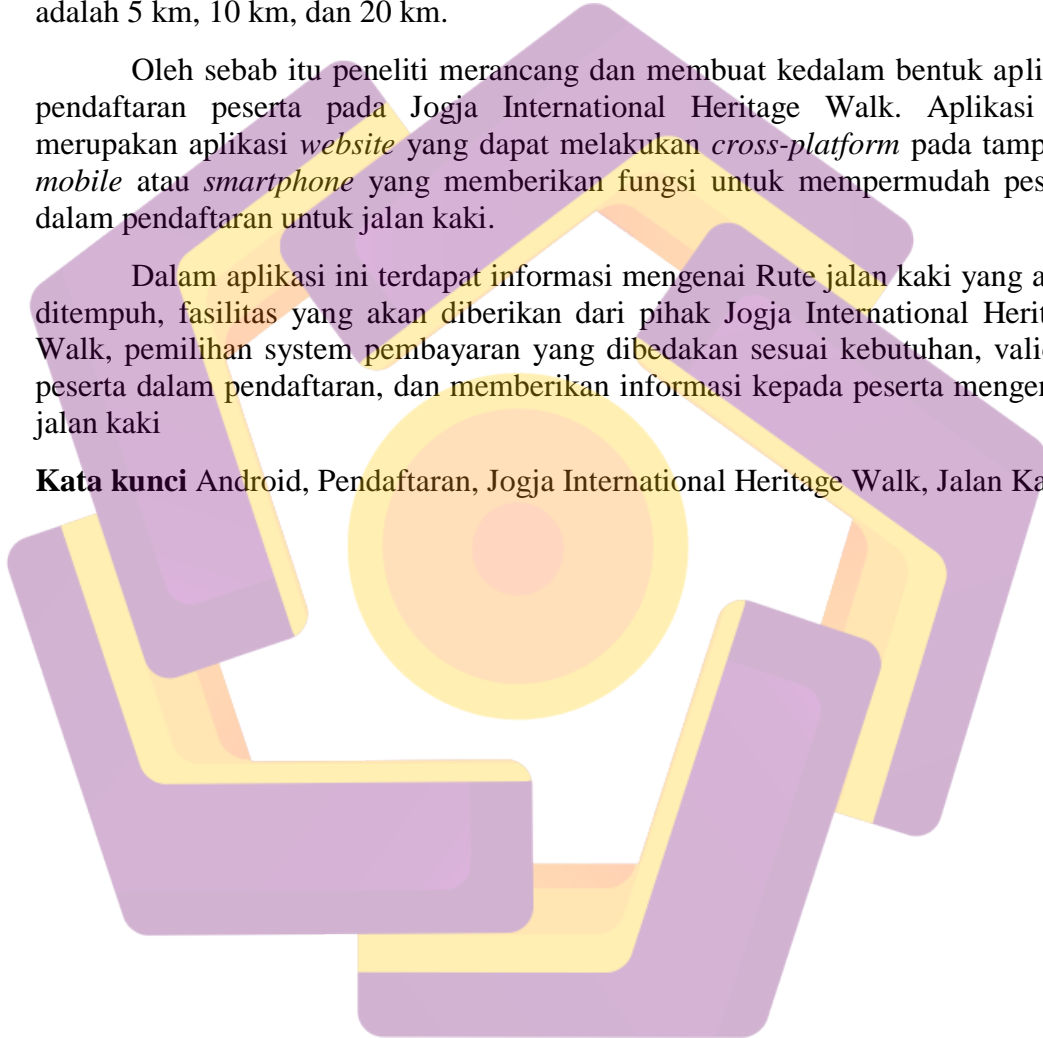 adalah 5 km, 10 km, dan 20 km.
Oleh sebab itu peneliti merancang dan membuat kedalam bentuk apli
pendaftaran peserta pada Jogja International Heritage Walk. Aplikasi
merupakan aplikasi website yang dapat melakukan cross-platform pada tamp
mobile atau smartphone yang memberikan fungsi untuk mempermudah pes
dalam pendaftaran untuk jalan kaki.
Dalam aplikasi ini terdapat informasi mengenai Rute jalan kaki yang a
ditempuh, fasilitas yang akan diberikan dari pihak Jogja International Herit
Walk, pemilihan system pembayaran yang dibedakan sesuai kebutuhan, valid
peserta dalam pendaftaran, dan memberikan informasi kepada peserta menger
jalan kaki
Kata kunci Android, Pendaftaran, Jogja International Heritage Walk, Jalan Ka